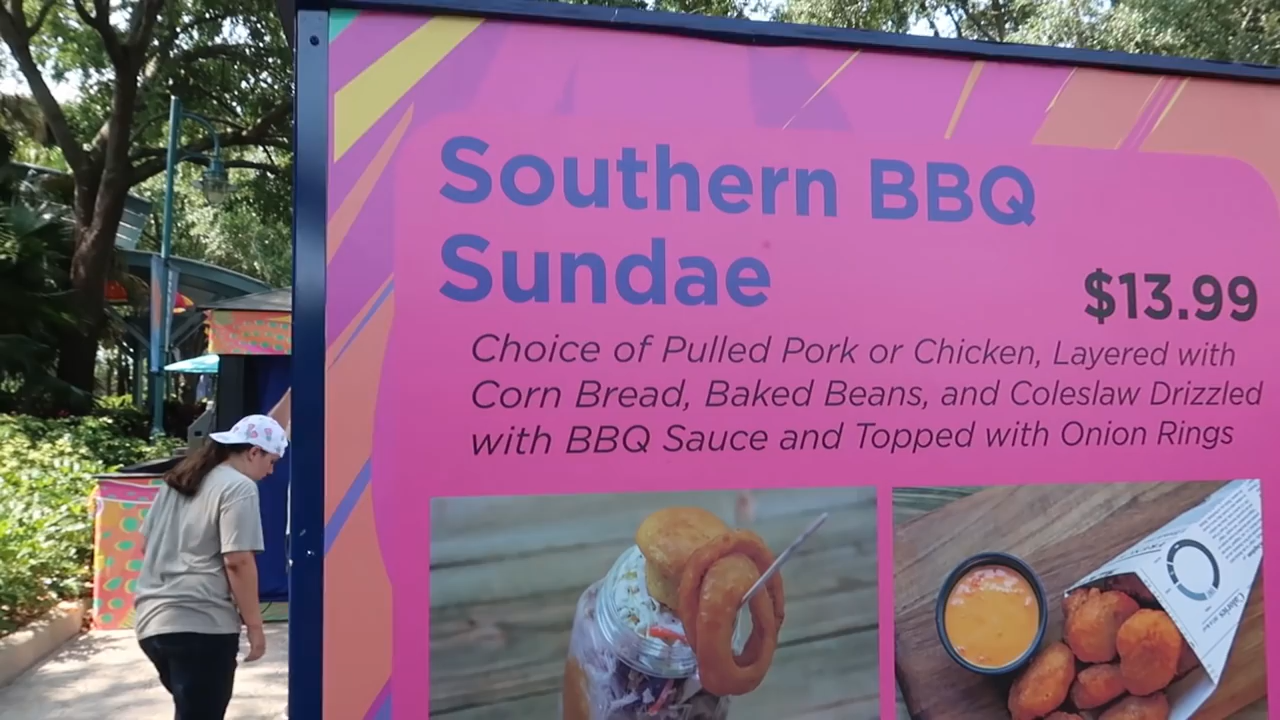 Southern BBQ
Sundae
$13.99
Choice of Pulled Pork or Chicken, Layered with
Corn Bread, Baked Beans, and Coleslaw Drizzled
with BBQ Sauce and Topped with Onion Rings